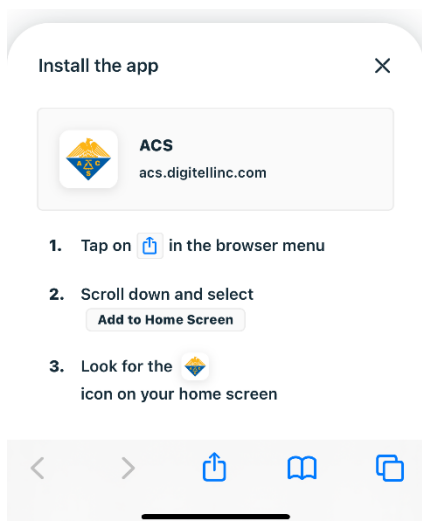 Install the app
ACS
A C S
acs.digitellinc.com
1. Tap on in the browser menu
2. Scroll down and select
Add to Home Screen
3. Look for the
icon on your home screen